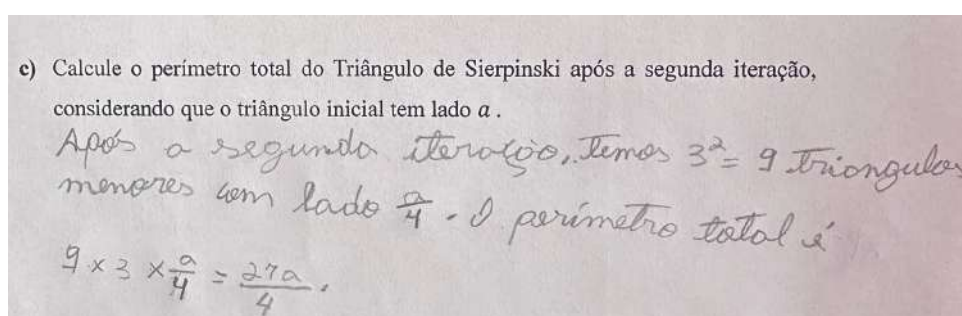 c) Calcule o perímetro total do Triângulo de Sierpinski após a segunda iteração,
considerando que o triângulo inicial tem lado a .
Após a segunda iteração, temos 3² = 9 triangulos
menores com lado a/4. O perímetro total é
9 x 3 x a/4 = 27a/4.